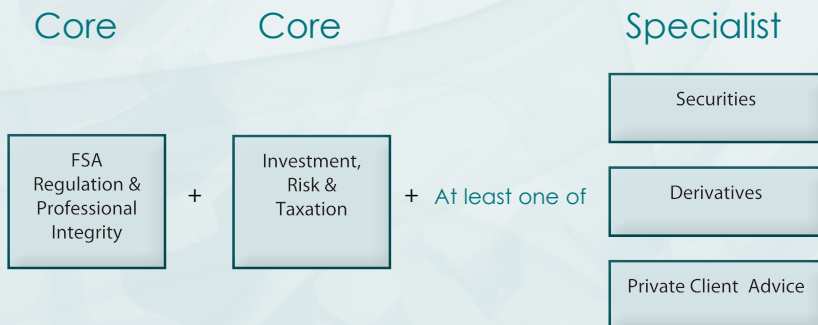 Core
Core
Specialist
FSA
Regulation &
Professional
Integrity
+
Investment,
Risk &
Taxation
+ At least one of
Securities
Derivatives
Private Client Advice